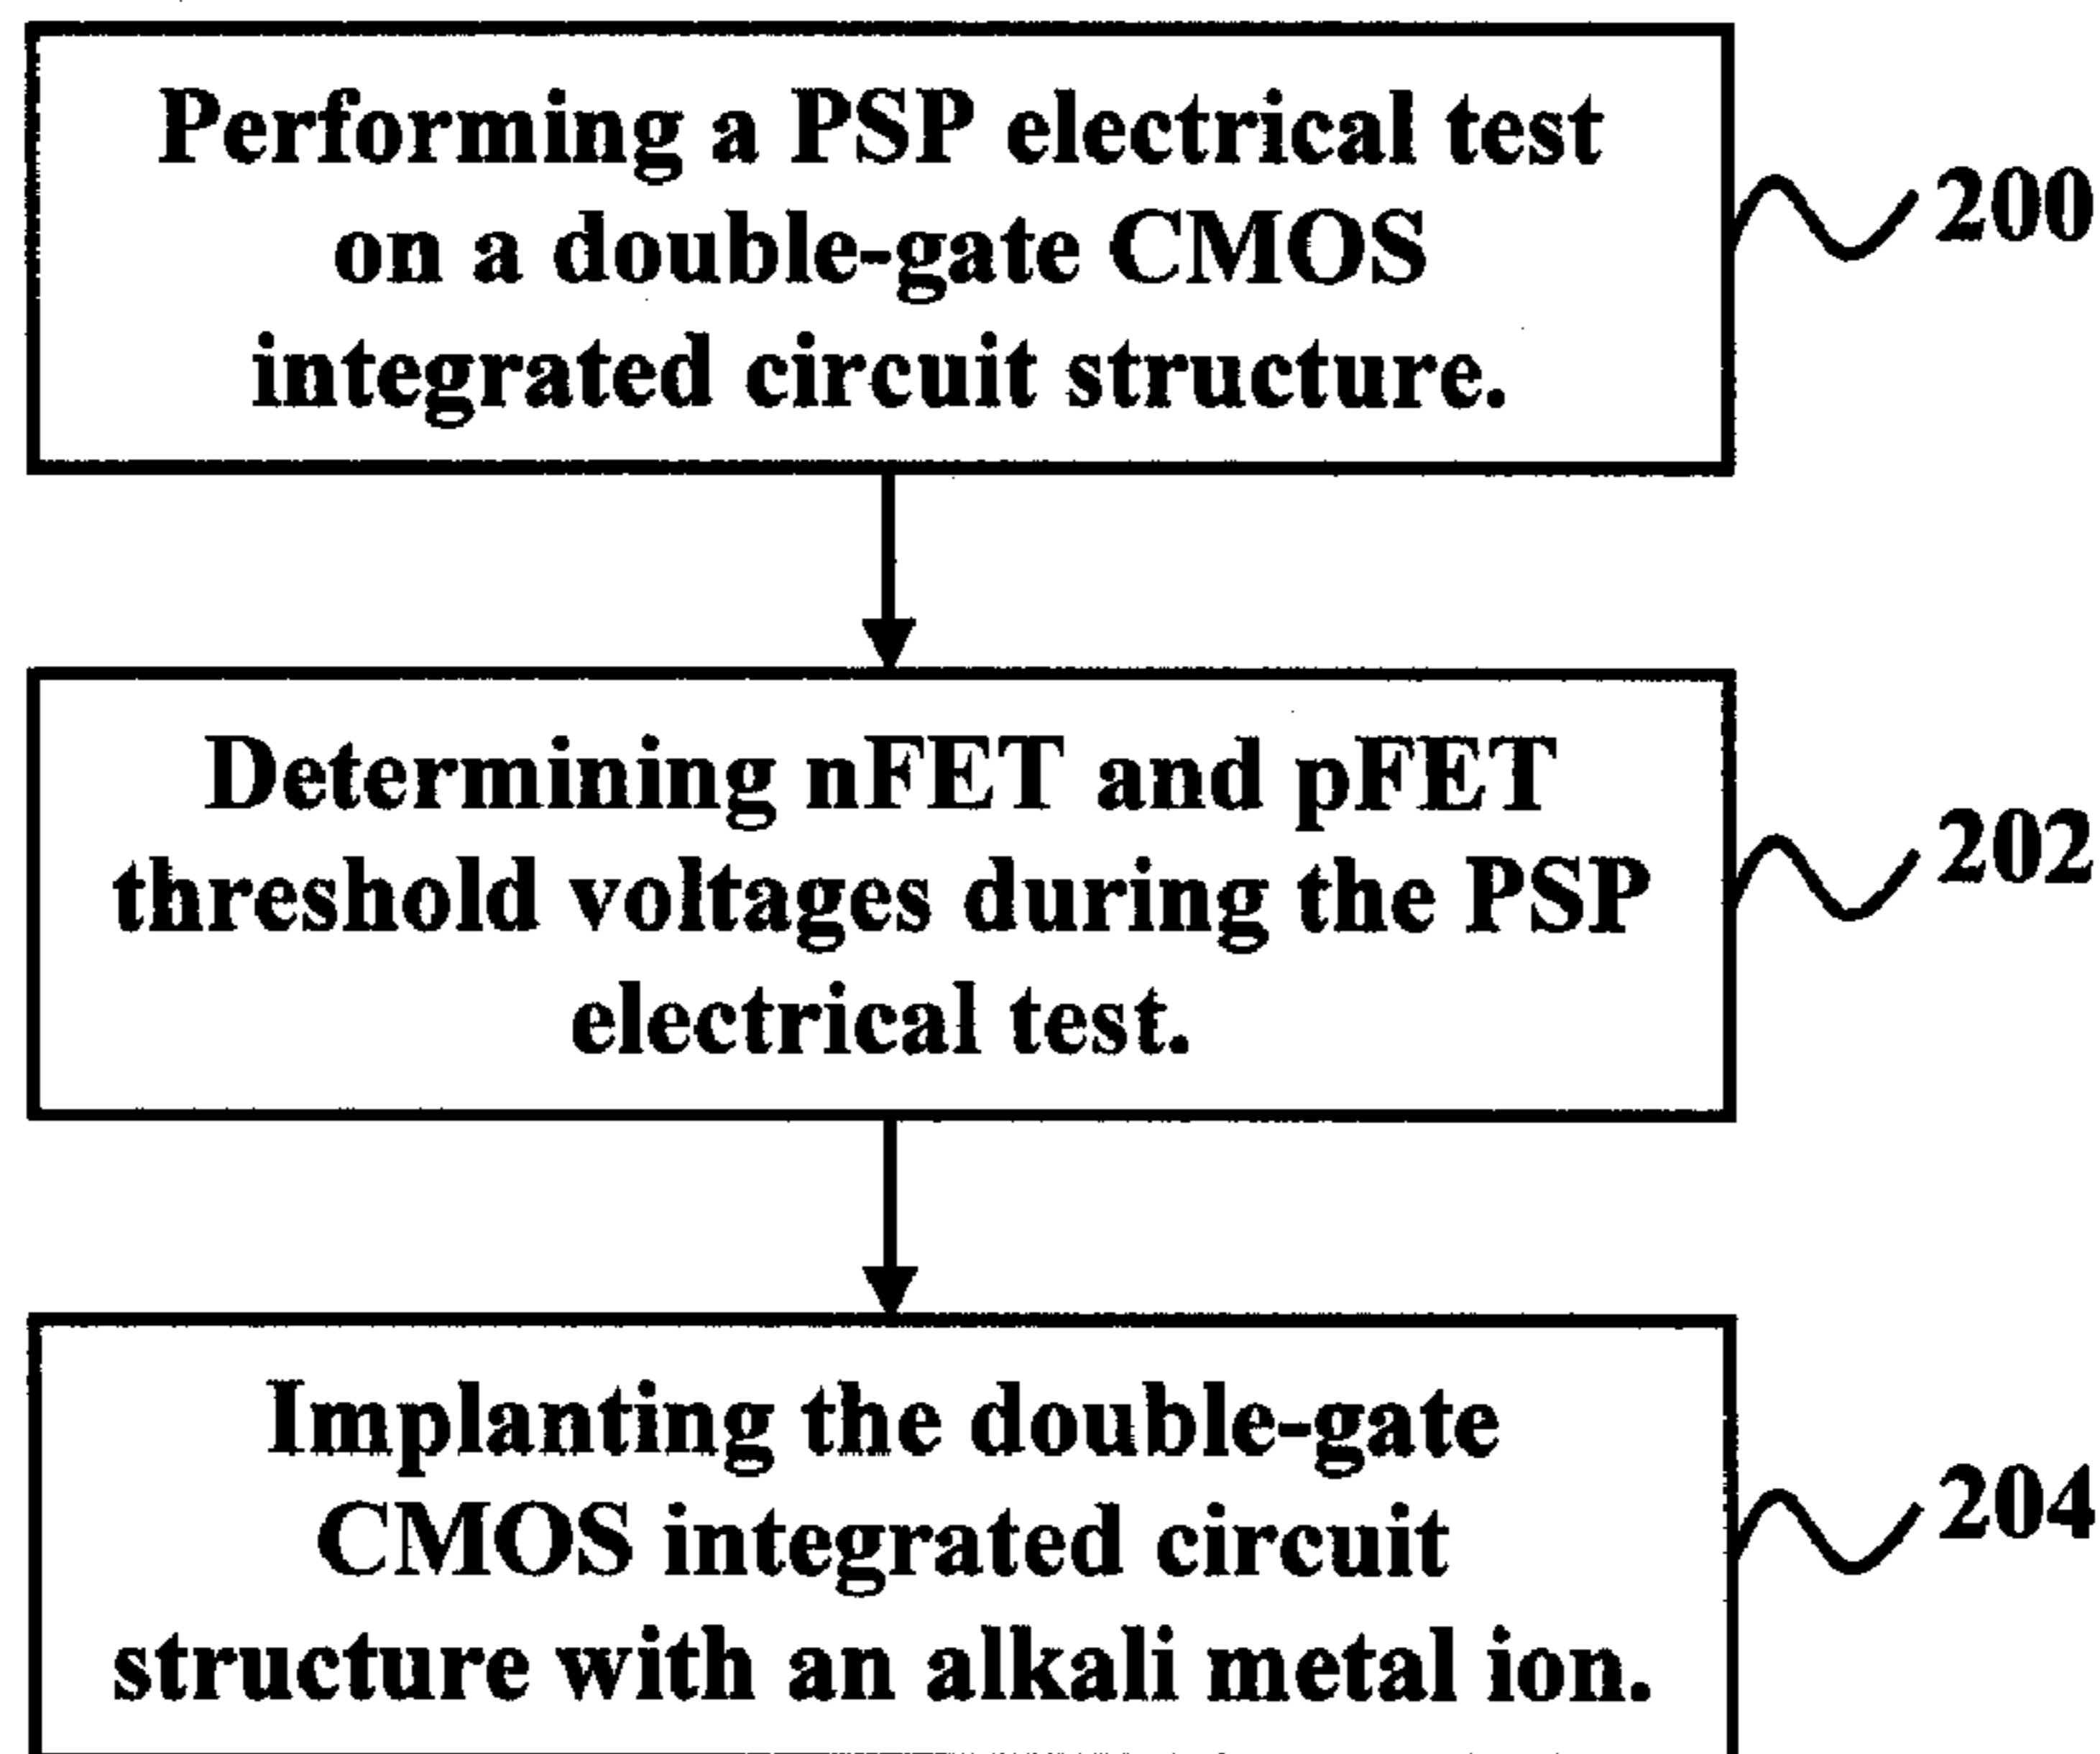 Performing a PSP electrical test
on a double-gate CMOS
integrated circuit structure.
200
Determining nFET and pFET
threshold voltages during the PSP
electrical test.
202
Implanting the double-gate
CMOS integrated circuit
structure with an alkali metal ion.
204